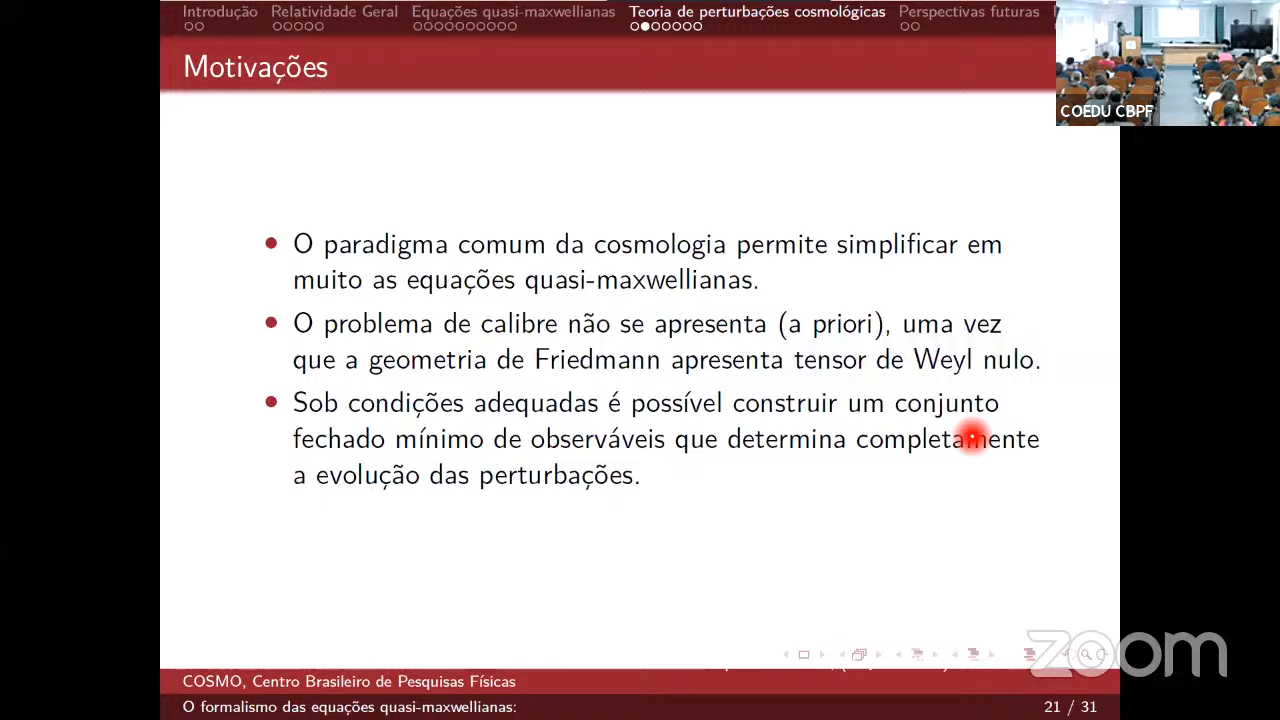 Introdução Relatividade Geral Equações quasi-maxwellianas Teoria de perturbações cosmológicas Perspectivas futuras
Motivações
COEDU CBPF
• O paradigma comum da cosmologia permite simplificar em
muito as equações quasi-maxwellianas.
• O problema de calibre não se apresenta (a priori), uma vez
que a geometria de Friedmann apresenta tensor de Weyl nulo.
• Sob condições adequadas é possível construir um conjunto
fechado mínimo de observáveis que determina completamente
a evolução das perturbações.
zoom
COSMO, Centro Brasileiro de Pesquisas Físicas
O formalismo das equações quasi-maxwellianas: 21 / 31